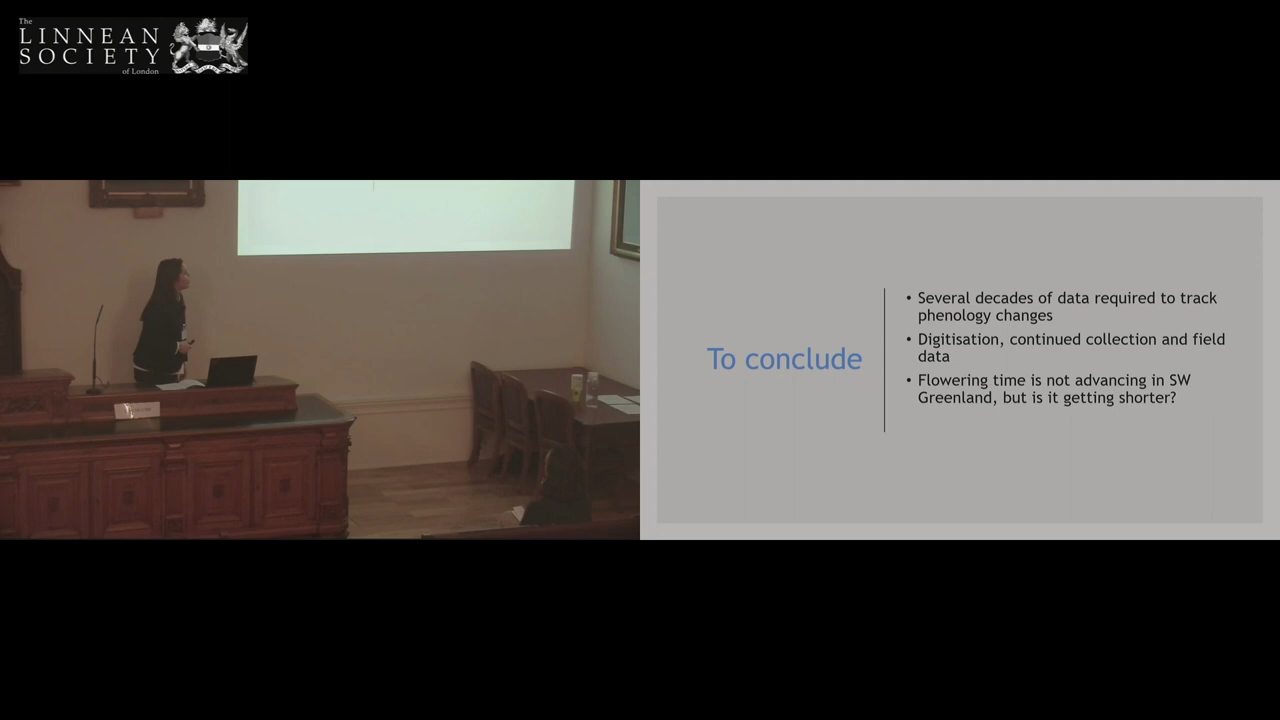 The
LINNEAN
SOCIETY
of London
To conclude
• Several decades of data required to track
phenology changes
• Digitisation, continued collection and field
data
• Flowering time is not advancing in SW
Greenland, but is it getting shorter?